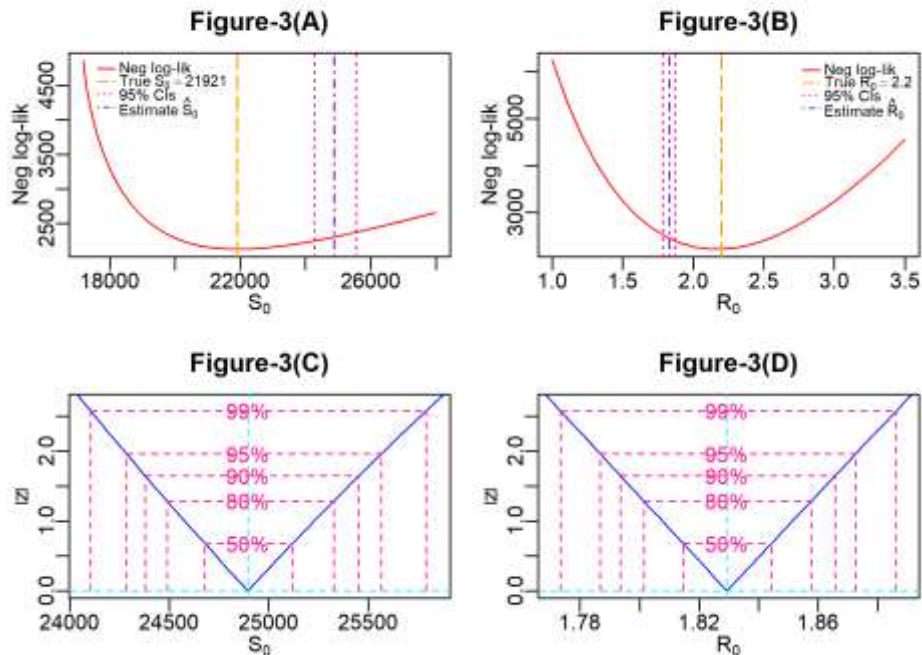 Figure-3(A)
Neg log-lik
4500
3500
2500
Neg log-lik
True S₀ = 21921
95% CIs
Estimate Ŝ₀
18000 22000 26000
S₀
Figure-3(B)
Neg log-lik
5000
3000
Neg log-lik
True R₀ = 2.2
95% CIs
Estimate R̂₀
1.0 1.5 2.0 2.5 3.0 3.5
R₀
Figure-3(C)
|Z|
2.0
1.0
0.0
99%
95%
90%
80%
50%
24000 24500 25000 25500
S₀
Figure-3(D)
|Z|
2.0
1.0
0.0
99%
95%
90%
80%
50%
1.78 1.82 1.86
R₀